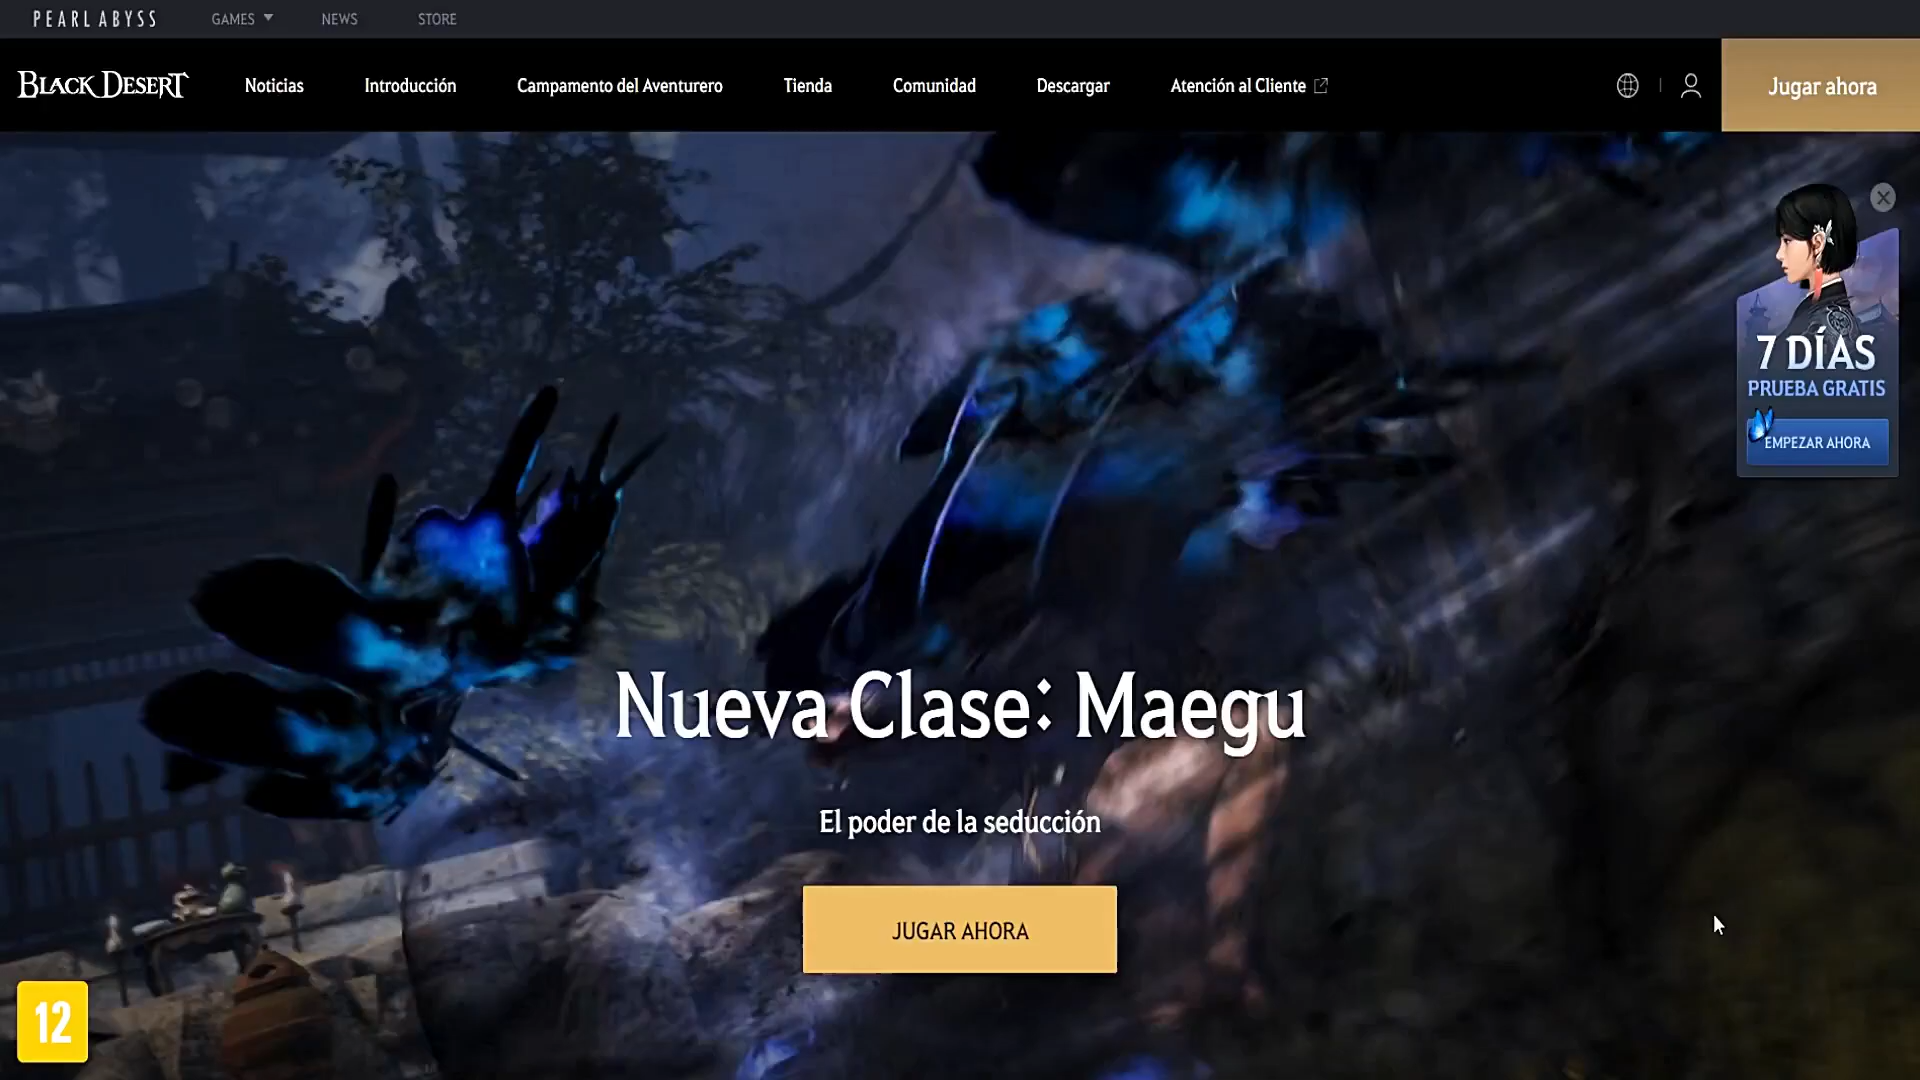 PEARL ABYSS
GAMES
NEWS
STORE
BLACK DESERT
Noticias
Introducción
Campamento del Aventurero
Tienda
Comunidad
Descargar
Atención al Cliente
Jugar ahora
7 DÍAS
PRUEBA GRATIS
EMPEZAR AHORA
Nueva Clase: Maegu
El poder de la seducción
JUGAR AHORA
12